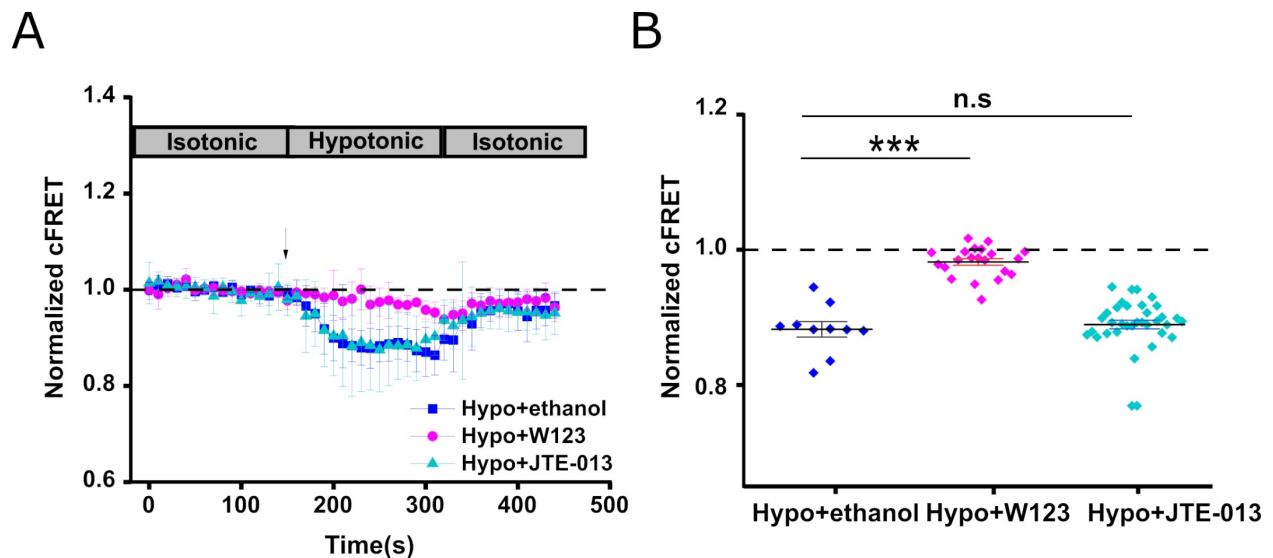 A
Normalized cFRET
1.4
1.2
1.0
0.8
0.6
Isotonic
Hypotonic
Isotonic
Hypo+ethanol
Hypo+W123
Hypo+JTE-013
0
100
200
300
400
500
Time(s)
B
Normalized cFRET
1.2
1.0
0.8
n.s
***
Hypo+ethanol
Hypo+W123
Hypo+JTE-013